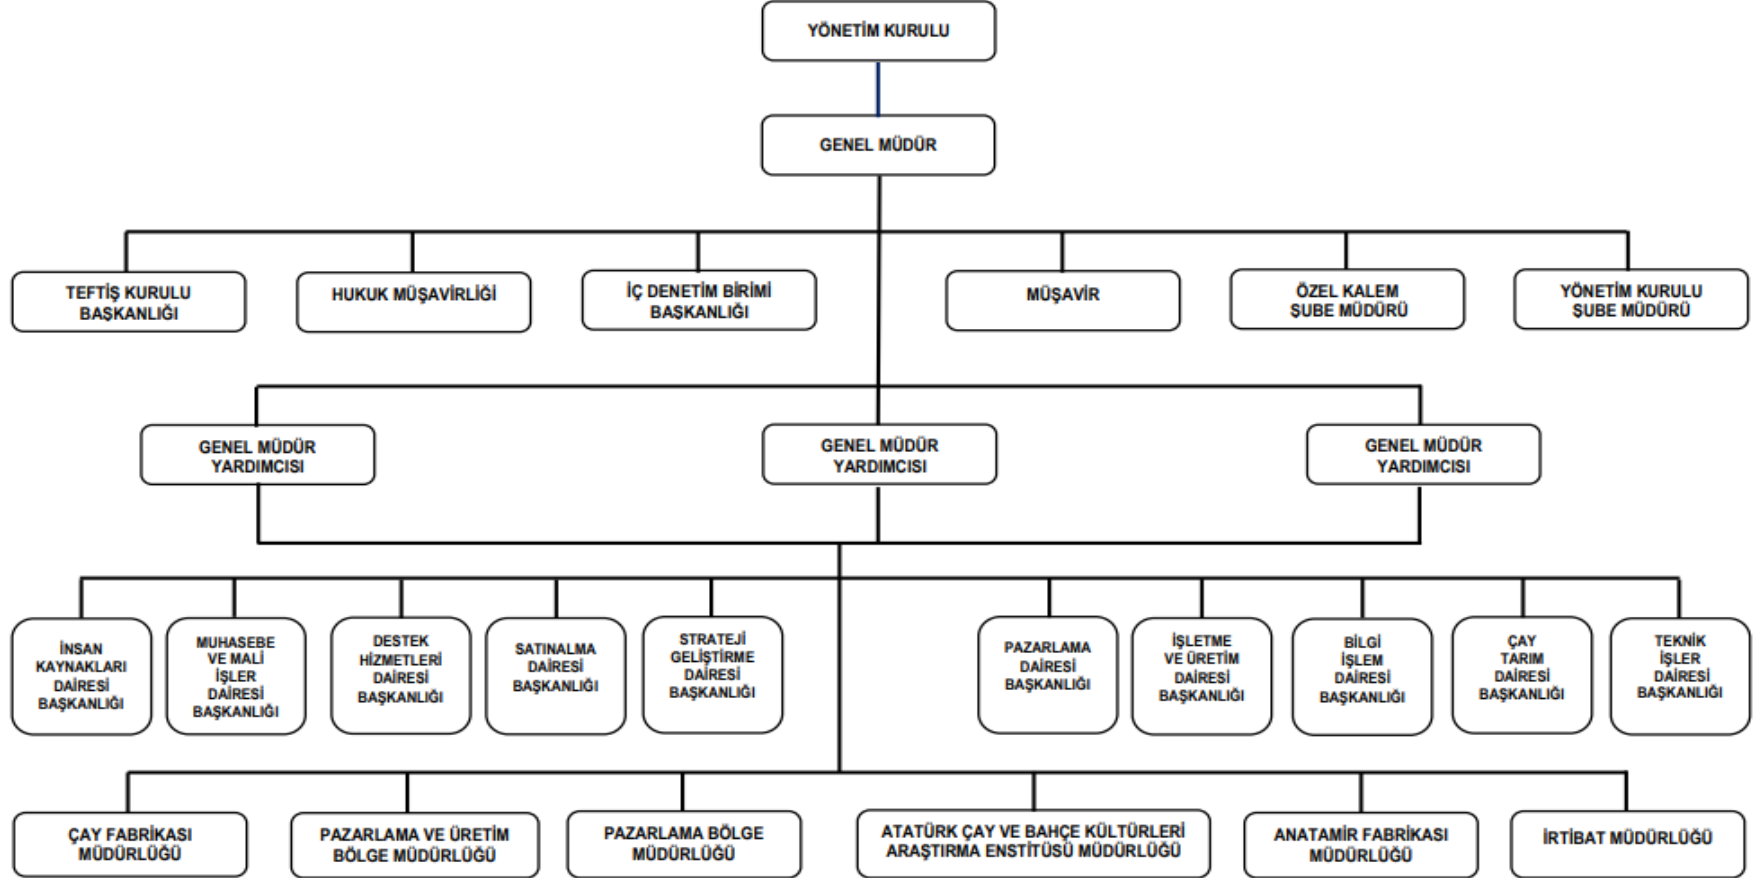 YÖNETİM KURULU
GENEL MÜDÜR
TEFTİŞ KURULU
BAŞKANLIĞI
HUKUK MÜŞAVİRLİĞİ
İÇ DENETİM BİRİMİ
BAŞKANLIĞI
MÜŞAVİR
ÖZEL KALEM
ŞUBE MÜDÜRÜ
YÖNETİM KURULU
ŞUBE MÜDÜRÜ
GENEL MÜDÜR
YARDIMCISI
GENEL MÜDÜR
YARDIMCISI
GENEL MÜDÜR
YARDIMCISI
İNSAN
KAYNAKLARI
DAİRESİ
BAŞKANLIĞI
MUHASEBE
VE MALİ
İŞLER
DAİRESİ
BAŞKANLIĞI
DESTEK
HİZMETLERİ
DAİRESİ
BAŞKANLIĞI
SATINALMA
DAİRESİ
BAŞKANLIĞI
STRATEJİ
GELİŞTİRME
DAİRESİ
BAŞKANLIĞI
PAZARLAMA
DAİRESİ
BAŞKANLIĞI
İŞLETME
VE ÜRETİM
DAİRESİ
BAŞKANLIĞI
BİLGİ
İŞLEM
DAİRESİ
BAŞKANLIĞI
ÇAY
TARIM
DAİRESİ
BAŞKANLIĞI
TEKNİK
İŞLER
DAİRESİ
BAŞKANLIĞI
ÇAY FABRİKASI
MÜDÜRLÜĞÜ
PAZARLAMA VE ÜRETİM
BÖLGE MÜDÜRLÜĞÜ
PAZARLAMA BÖLGE
MÜDÜRLÜĞÜ
ATATÜRK ÇAY VE BAHÇE KÜLTÜRLERİ
ARAŞTIRMA ENSTİTÜSÜ MÜDÜRLÜĞÜ
ANATAMİR FABRİKASI
MÜDÜRLÜĞÜ
İRTİBAT MÜDÜRLÜĞÜ